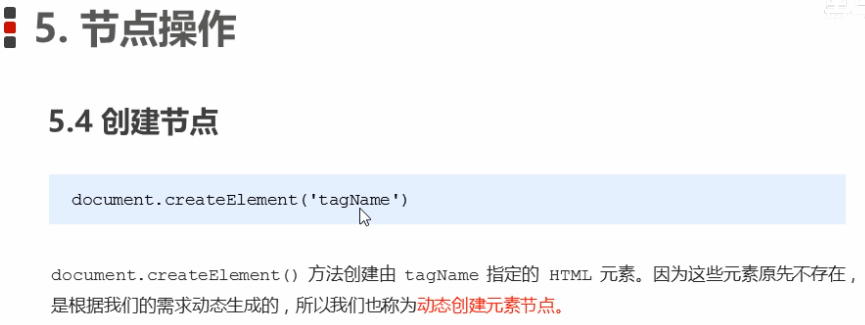 5. 节点操作
5.4 创建节点
document.createElement('tagName')
document.createElement() 方法创建由 tagName 指定的 HTML 元素。因为这些元素原先不存在，
是根据我们的需求动态生成的，所以我们也称为动态创建元素节点。